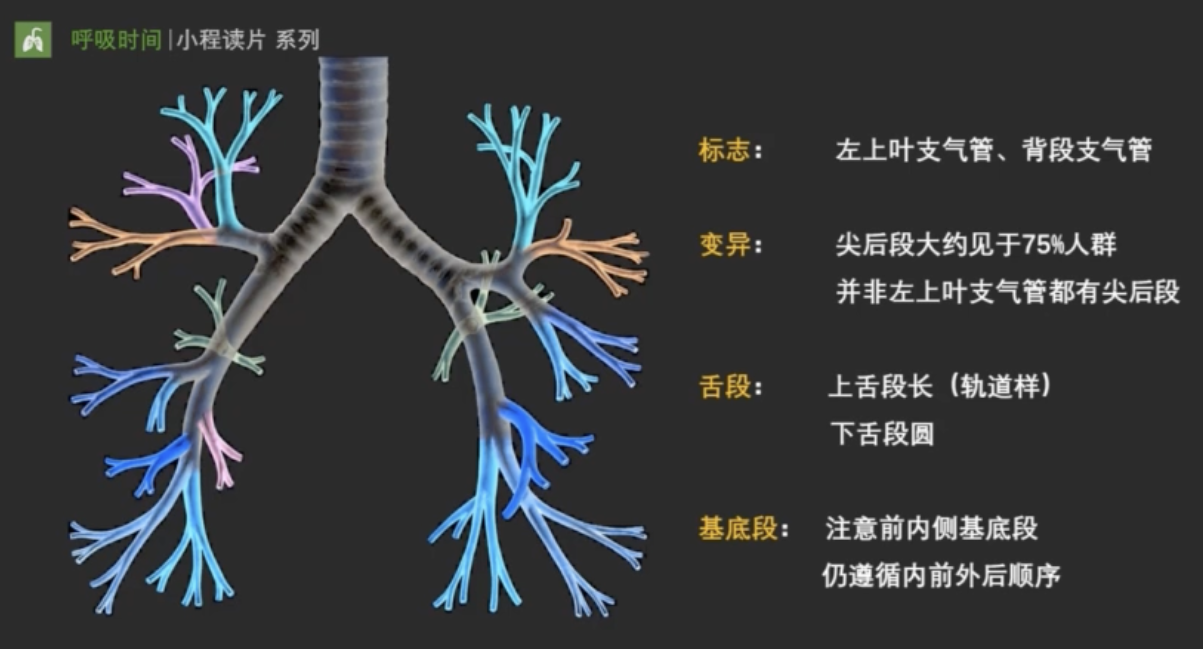 呼吸时间|小程读片 系列
标志： 左上叶支气管、背段支气管
变异： 尖后段大约见于75%人群
并非左上叶支气管都有尖后段
舌段： 上舌段长（轨道样）
下舌段圆
基底段： 注意前内侧基底段
仍遵循内前外后顺序